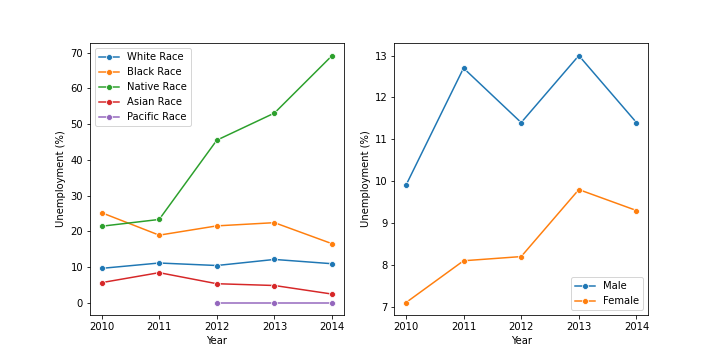 70
60
50
40
30
20
10
0
Unemployment (%)
White Race
Black Race
Native Race
Asian Race
Pacific Race
2010 2011 2012 2013 2014
Year
13
12
11
10
9
8
7
Unemployment (%)
Male
Female
2010 2011 2012 2013 2014
Year